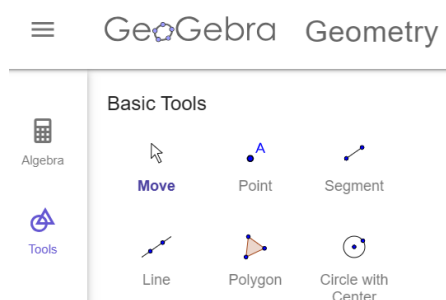 GeoGebra Geometry
Basic Tools
Algebra
A
Move
Point
Segment
Tools
Line
Polygon
Circle with
Center